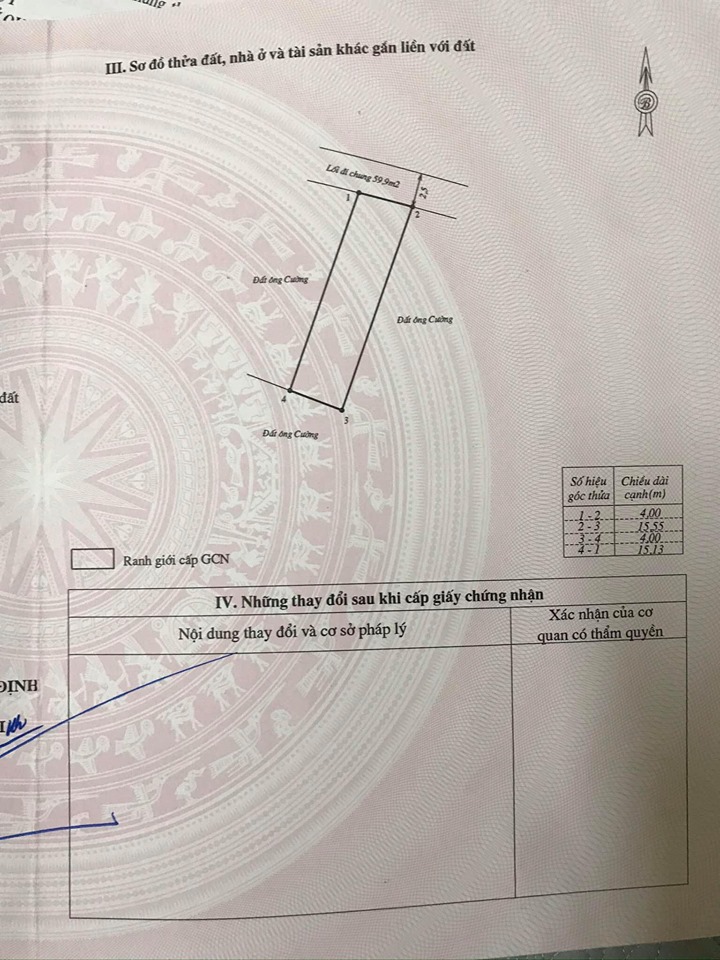 III. Sơ đồ thửa đất, nhà ở và tài sản khác gắn liền với đất
B
Lối đi chung 59,9m2
2,5
1
2
Đất ông Cường
Đất ông Cường
4
3
Đất ông Cường
đất
Số hiệu góc thửa Chiều dài cạnh(m)
1 - 2 4,00
2 - 3 15,55
3 - 4 4,00
4 - 1 15,13
Ranh giới cấp GCN
IV. Những thay đổi sau khi cấp giấy chứng nhận
Nội dung thay đổi và cơ sở pháp lý
Xác nhận của cơ
quan có thẩm quyền
ĐỊNH